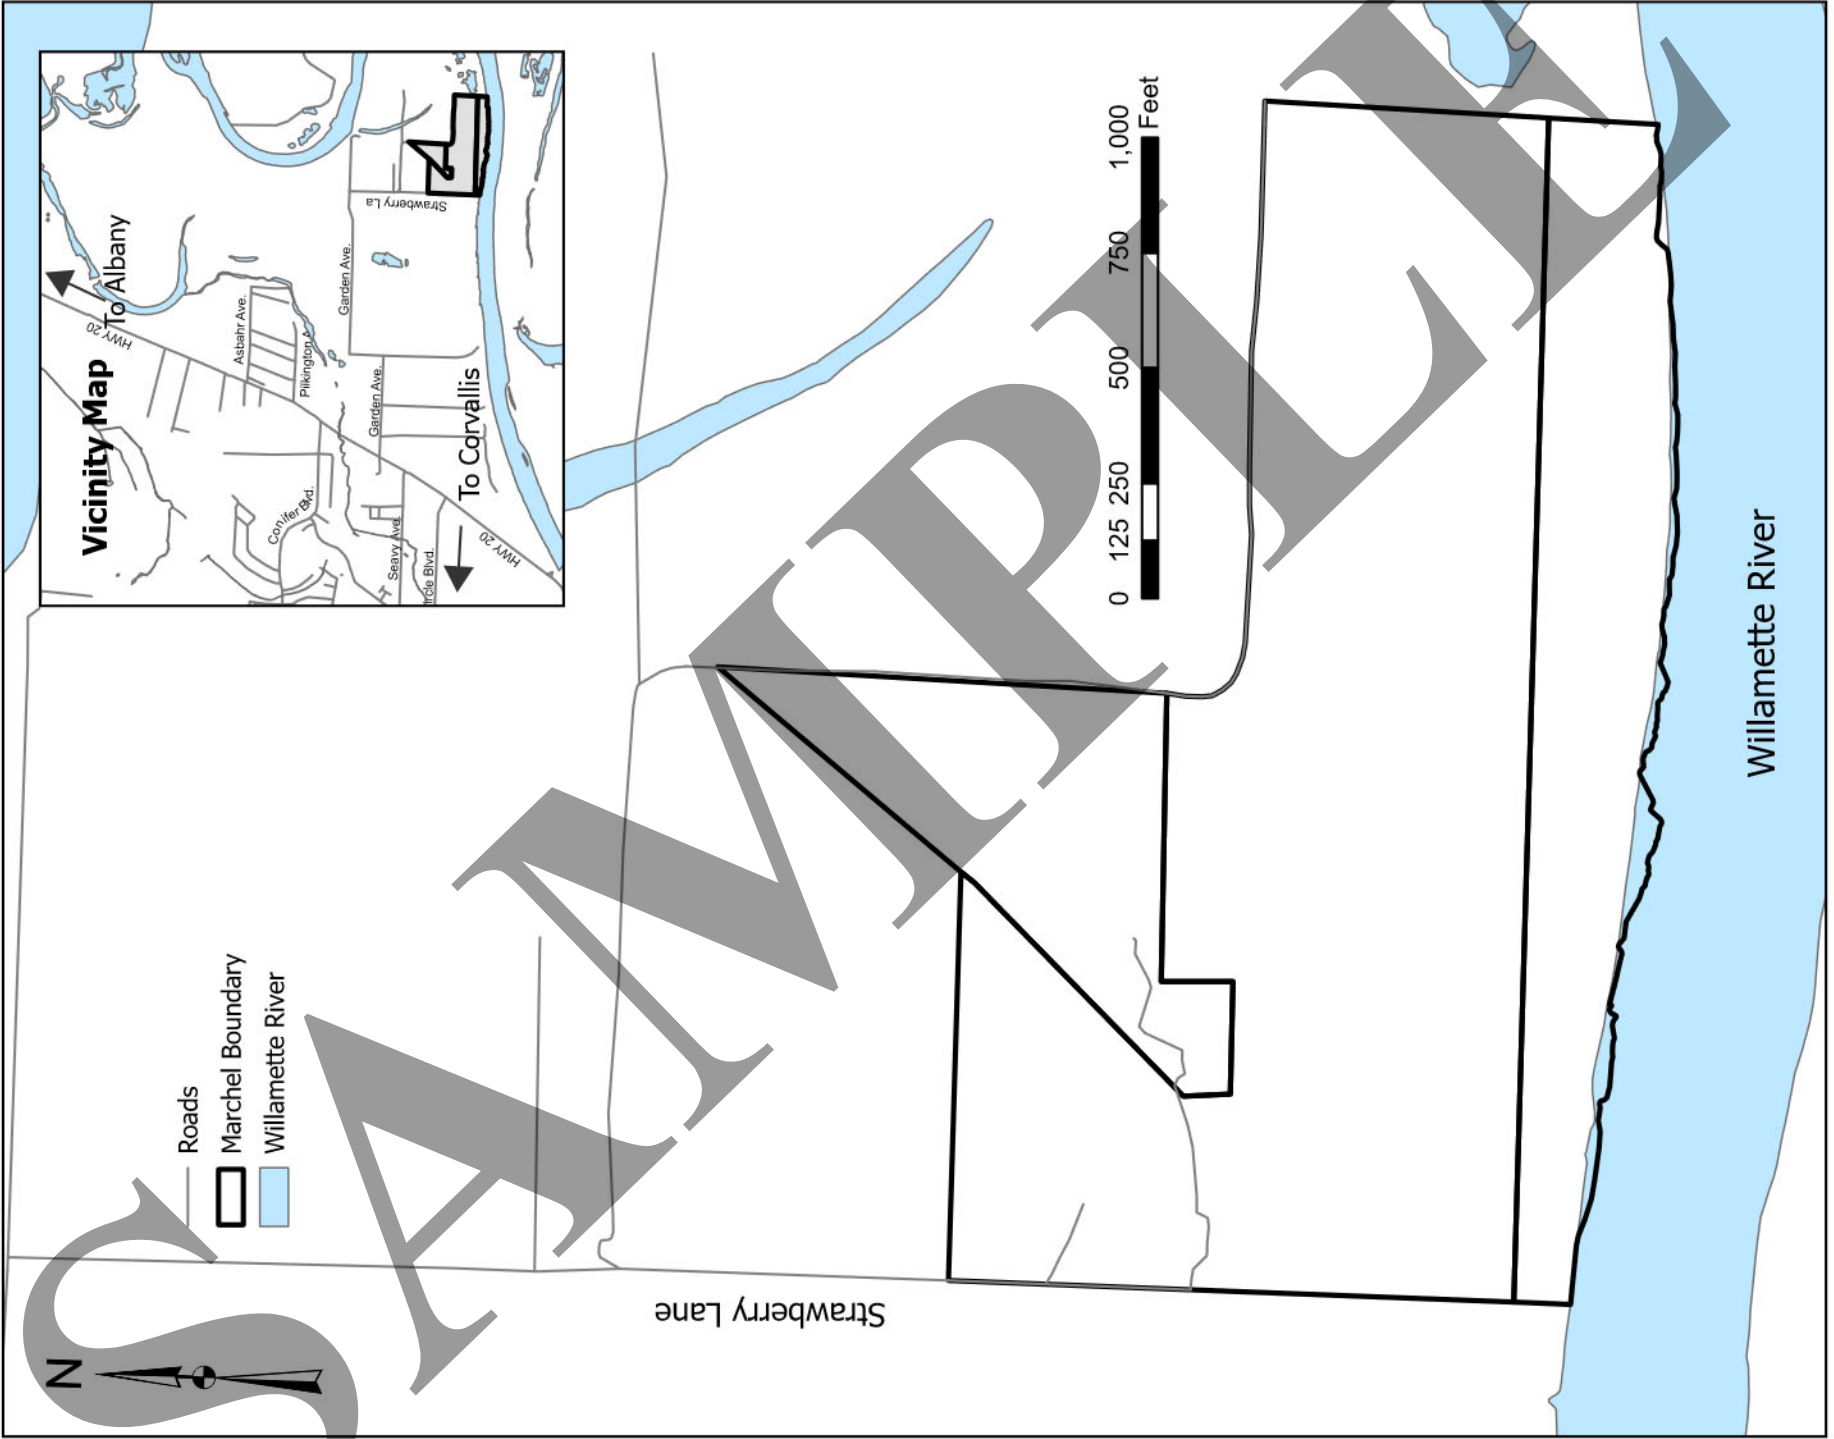 Vicinity Map
To Albany
HWY 20
Asbahr Ave.
Pilkington A
Garden Ave.
Garden Ave.
Strawberry La
Conifer Blvd.
Seavy Ave.
ircle Blvd.
To Corvallis
HWY 20
N
Roads
Marchel Boundary
Willamette River
Strawberry Lane
0 125 250 500 750 1,000
Feet
Willamette River
SAMPLE